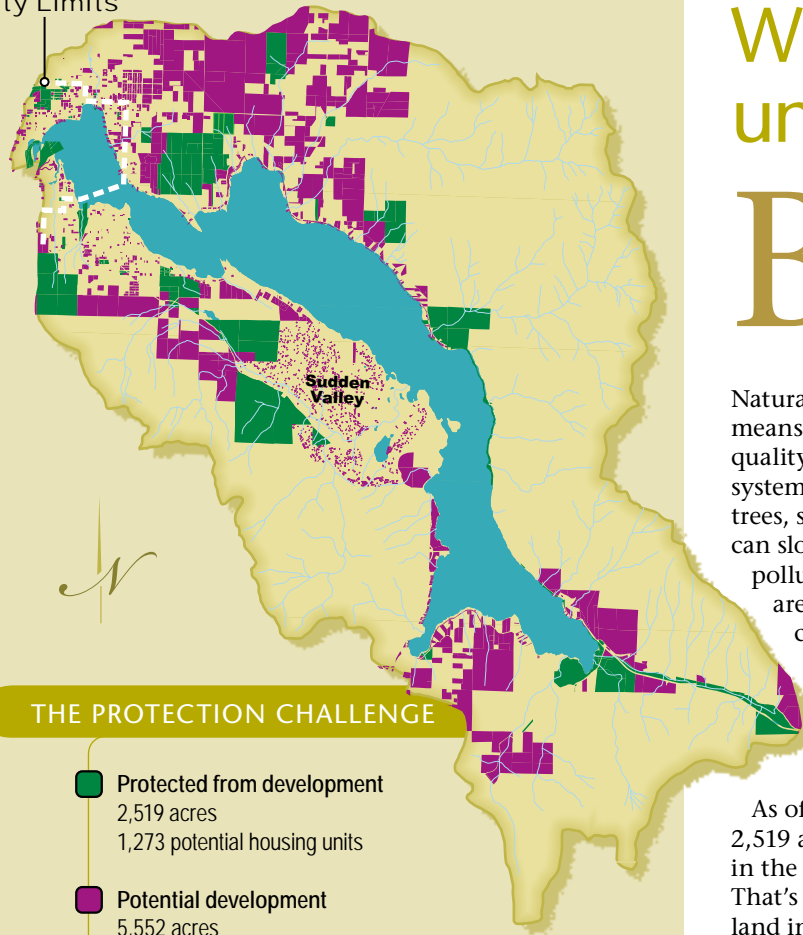 ty Limits
Sudden
Valley
N
THE PROTECTION CHALLENGE
Protected from development
2,519 acres
1,273 potential housing units
Potential development
5,552 acres
W
un
B
Natura
means
quality
system
trees, s
can slo
pollu
are
c
As of
2,519 a
in the
That's
land in